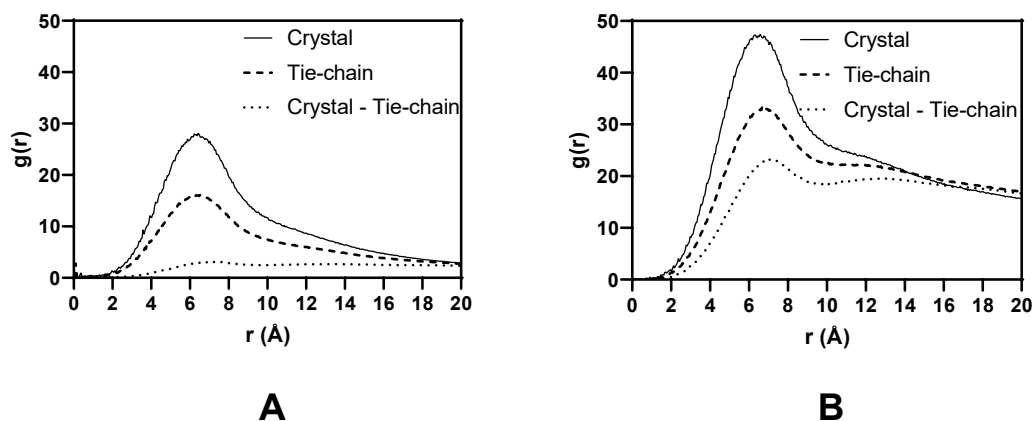 50
40
30
20
10
0
g(r)
Crystal
Tie-chain
Crystal - Tie-chain
0 2 4 6 8 10 12 14 16 18 20
r (Å)
A
50
40
30
20
10
0
g(r)
Crystal
Tie-chain
Crystal - Tie-chain
0 2 4 6 8 10 12 14 16 18 20
r (Å)
B